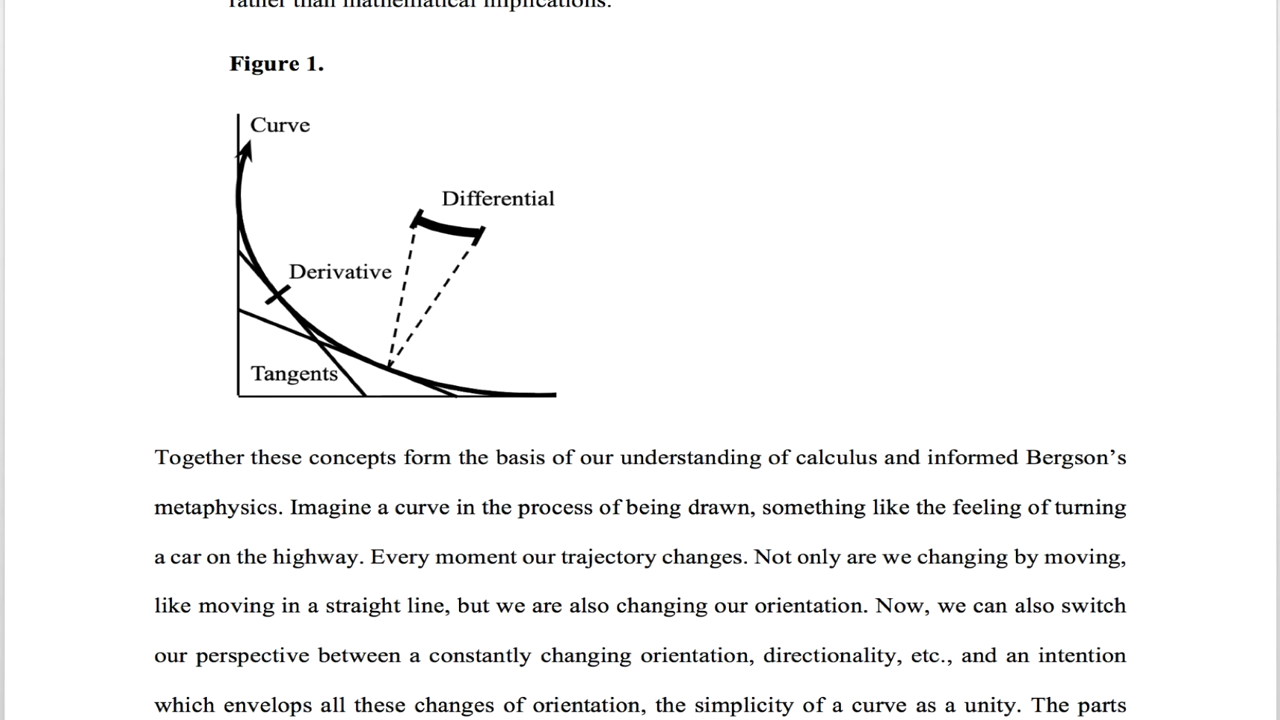 rather than mathematical implications.
Figure 1.
Curve
Differential
Derivative
Tangents
Together these concepts form the basis of our understanding of calculus and informed Bergson’s
metaphysics. Imagine a curve in the process of being drawn, something like the feeling of turning
a car on the highway. Every moment our trajectory changes. Not only are we changing by moving,
like moving in a straight line, but we are also changing our orientation. Now, we can also switch
our perspective between a constantly changing orientation, directionality, etc., and an intention
which envelops all these changes of orientation, the simplicity of a curve as a unity. The parts